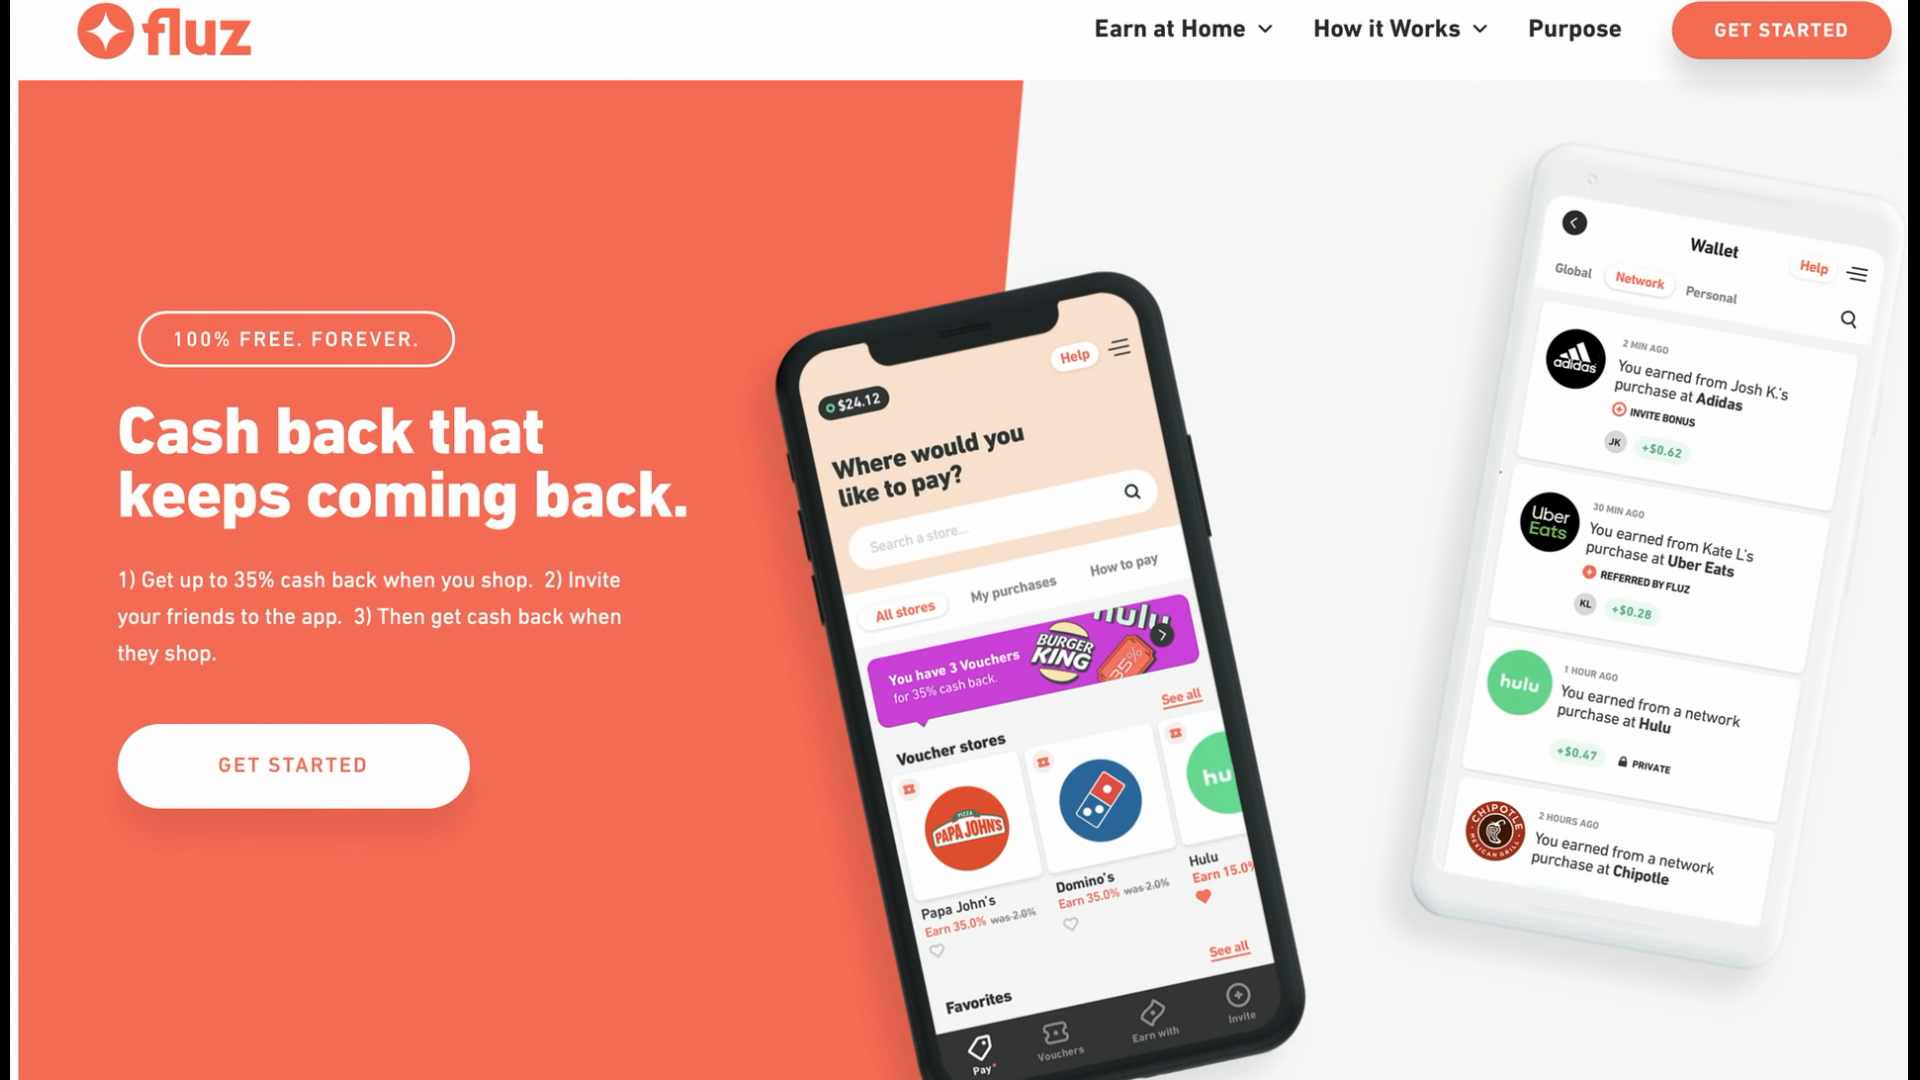 fluz
Earn at Home
How it Works
Purpose
GET STARTED
100% FREE. FOREVER.
Cash back that
keeps coming back.
1) Get up to 35% cash back when you shop. 2) Invite
your friends to the app. 3) Then get cash back when
they shop.
GET STARTED
Help
$24.12
Where would you
like to pay?
Search a store...
All stores
My purchases
How to pay
You have 3 Vouchers
for 35% cash back.
BURGER
KING
hulu
35%
See all
Voucher stores
PIZZA
PAPA JOHN'S
hu
Papa John's
Earn 35.0% was 2.0%
Domino's
Earn 35.0% was 2.0%
Hulu
Earn 15.0%
See all
Favorites
Pay
Vouchers
Earn with
Invite
Wallet
Help
Global
Network
Personal
adidas
2 MIN AGO
You earned from Josh K.'s
purchase at Adidas
INVITE BONUS
JK
+$0.62
Uber
Eats
30 MIN AGO
You earned from Kate L's
purchase at Uber Eats
REFERRED BY FLUZ
KL
+$0.28
hulu
1 HOUR AGO
You earned from a network
purchase at Hulu
+$0.47
PRIVATE
CHIPOTLE
MEXICAN GRILL
2 HOURS AGO
You earned from a network
purchase at Chipotle